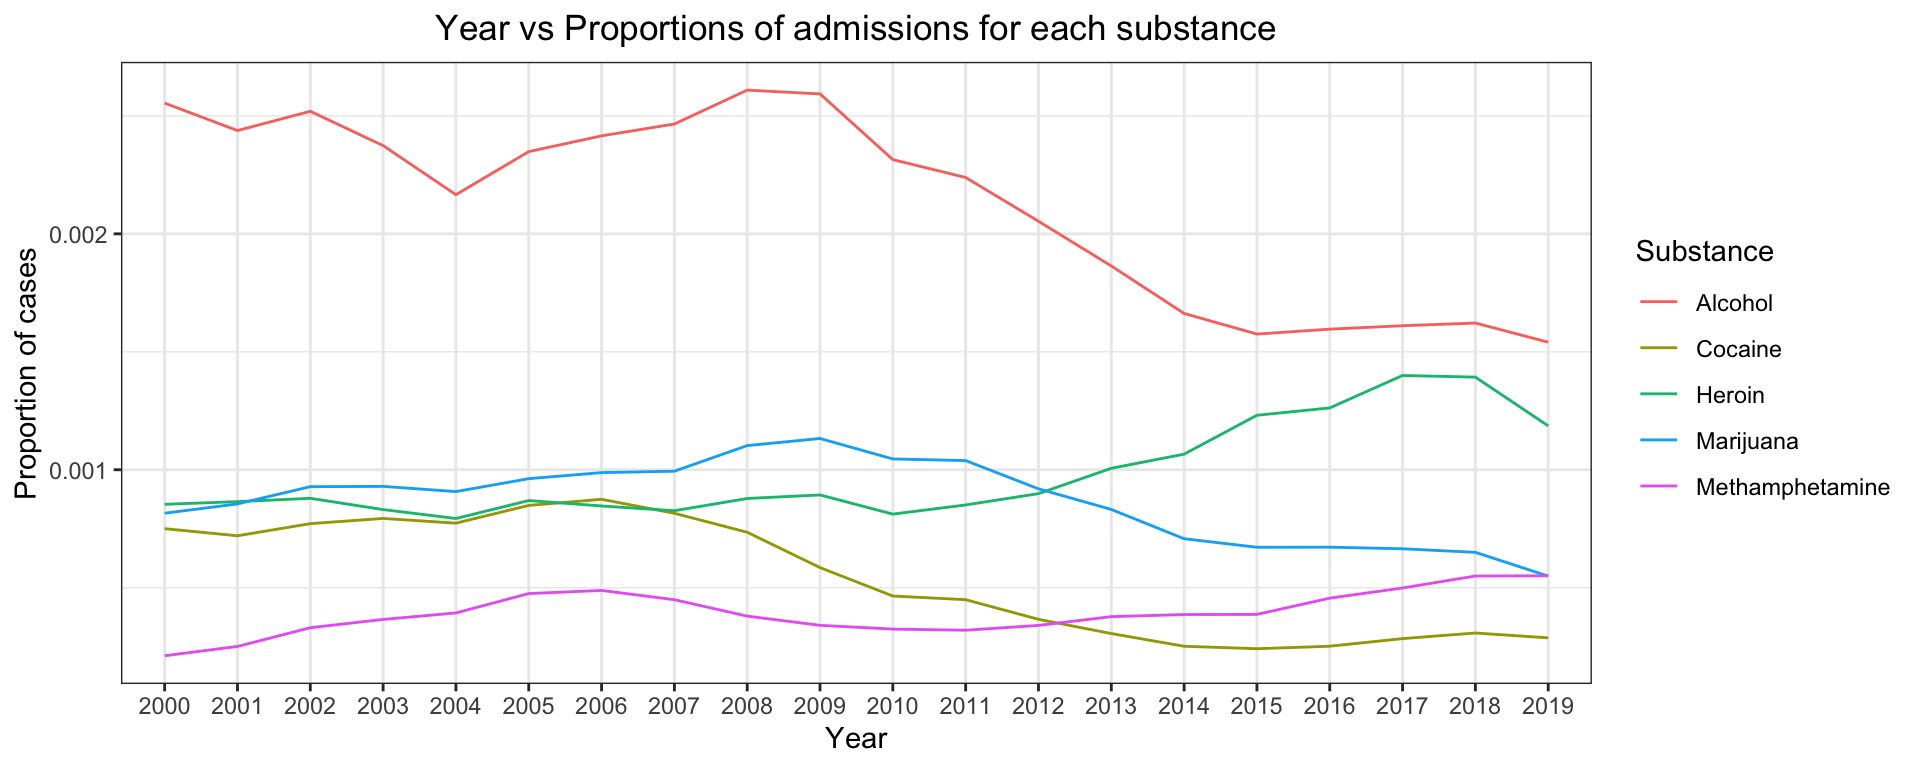 Year vs Proportions of admissions for each substance
Proportion of cases
0.002
0.001
2000 2001 2002 2003 2004 2005 2006 2007 2008 2009 2010 2011 2012 2013 2014 2015 2016 2017 2018 2019
Year
Substance
Alcohol
Cocaine
Heroin
Marijuana
Methamphetamine